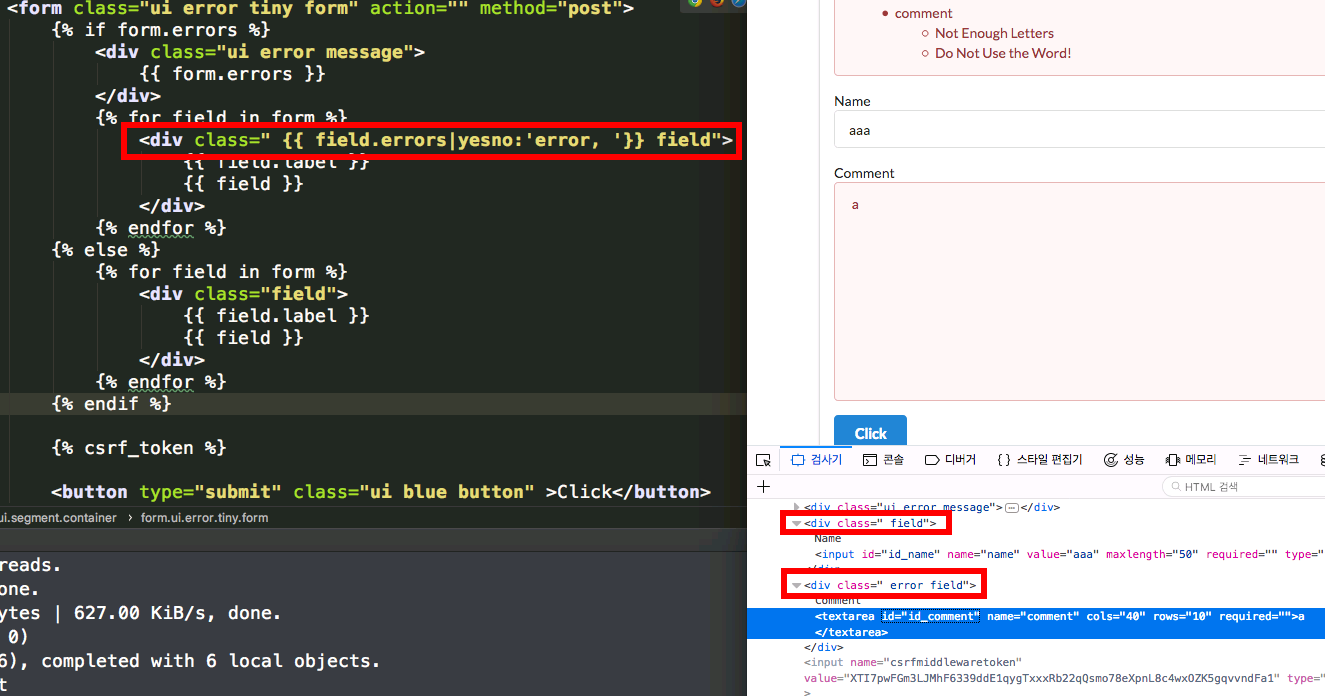 <form class="ui error tiny form" action="" method="post">
{% if form.errors %}
<div class="ui error message">
{{ form.errors }}
</div>
{% for field in form %}
<div class=" {{ field.errors|yesno:'error, '}} field">
{{ field.label }}
{{ field }}
</div>
{% endfor %}
{% else %}
{% for field in form %}
<div class="field">
{{ field.label }}
{{ field }}
</div>
{% endfor %}
{% endif %}
{% csrf_token %}
<button type="submit" class="ui blue button" >Click</button>
ui.segment.container › form.ui.error.tiny.form
reads.
one.
ytes | 627.00 KiB/s, done.
0)
6), completed with 6 local objects.
t
• comment
○ Not Enough Letters
○ Do Not Use the Word!
Name
aaa
Comment
a
Click
검사기 콘솔 디버거 {} 스타일 편집기 성능 메모리 네트워크
+ HTML 검색
<div class="ui error message">…</div>
<div class=" field">
Name
<input id="id_name" name="name" value="aaa" maxlength="50" required="" type="
</div>
<div class=" error field">
Comment
<textarea id="id_comment" name="comment" cols="40" rows="10" required="">a
</textarea>
</div>
<input name="csrfmiddlewaretoken"
value="XTI7pwFGm3LJMhF6339ddE1qygTxxxRb22qQsmo78eXpnL8c4wxOZK5gqvvndFa1" type="
>